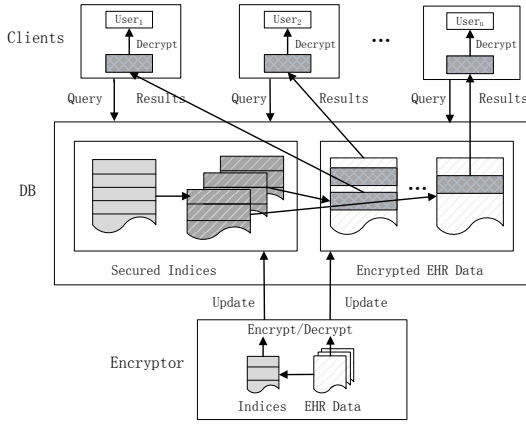 Clients
User₁
Decrypt
User₂
Decrypt
...
Userₙ
Decrypt
Query
Results
Query
Results
Query
Results
DB
...
Secured Indices
Encrypted EHR Data
Update
Update
Encryptor
Encrypt/Decrypt
Indices
EHR Data